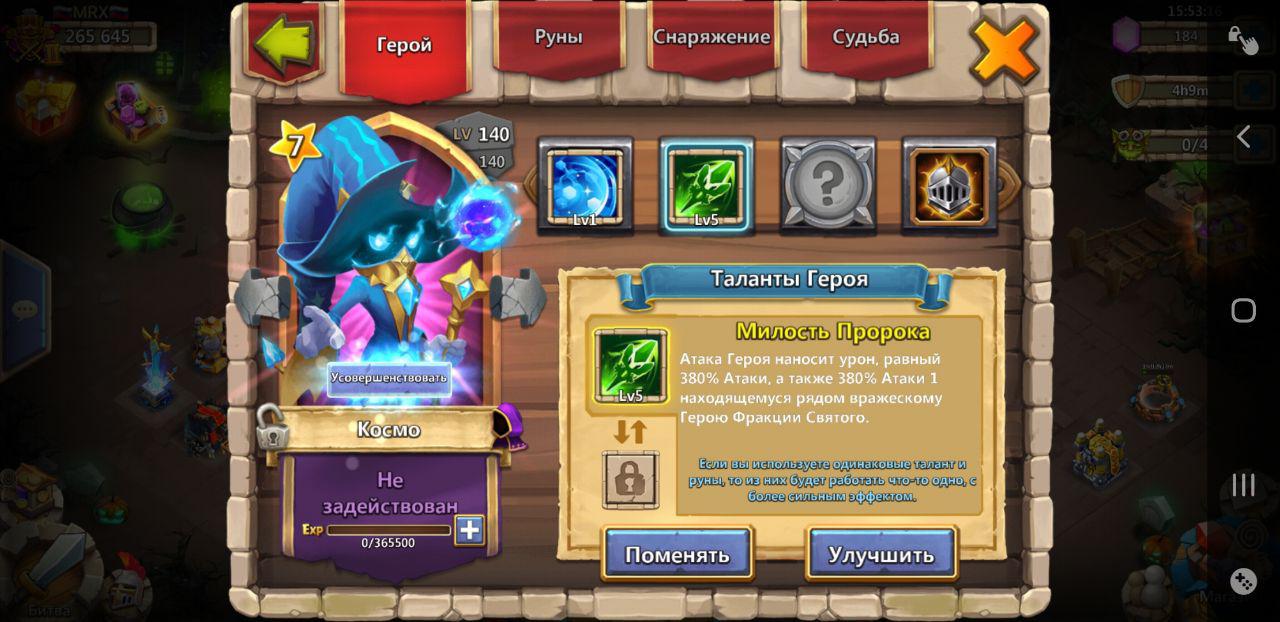 MRX
265 645
Герой
Руны
Снаряжение
Судьба
15:53:16
184
4h9m
0/4
7
LV 140
140
Lv1
Lv5
?
Таланты Героя
Милость Пророка
Атака Героя наносит урон, равный
380% Атаки, а также 380% Атаки 1
находящемуся рядом вражескому
Герою Фракции Святого.
Lv5
Если вы используете одинаковые талант и
руны, то из них будет работать что-то одно, с
более сильным эффектом.
Усовершенствовать
Космо
Не
задействован
Exp
0/365500
Поменять
Улучшить
Битва